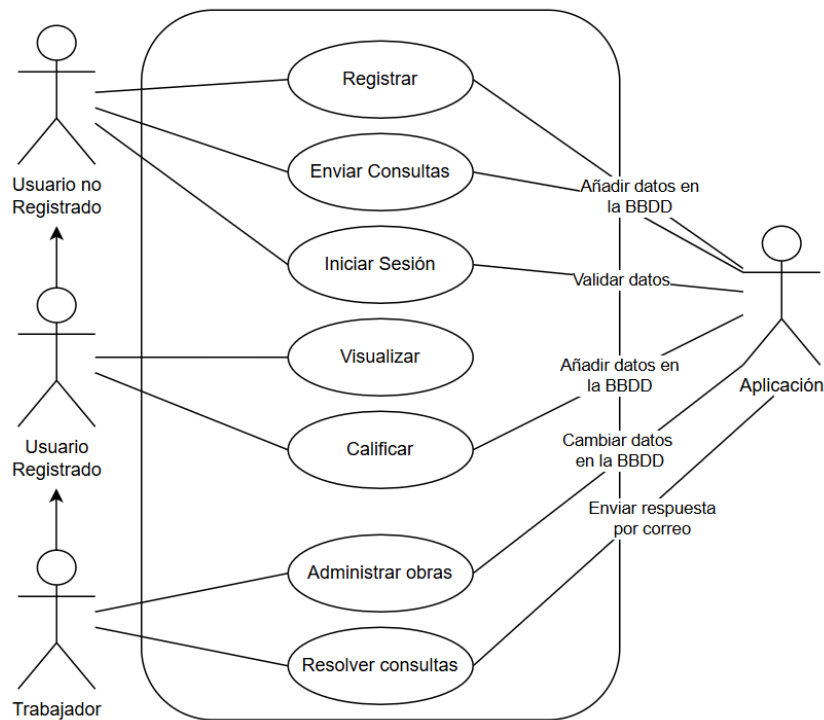 Registrar
Usuario no
Registrado
Enviar Consultas
Añadir datos en
la BBDD
Iniciar Sesión
Validar datos
Visualizar
Añadir datos en
la BBDD
Aplicación
Usuario
Registrado
Calificar
Cambiar datos
en la BBDD
Enviar respuesta
por correo
Administrar obras
Resolver consultas
Trabajador